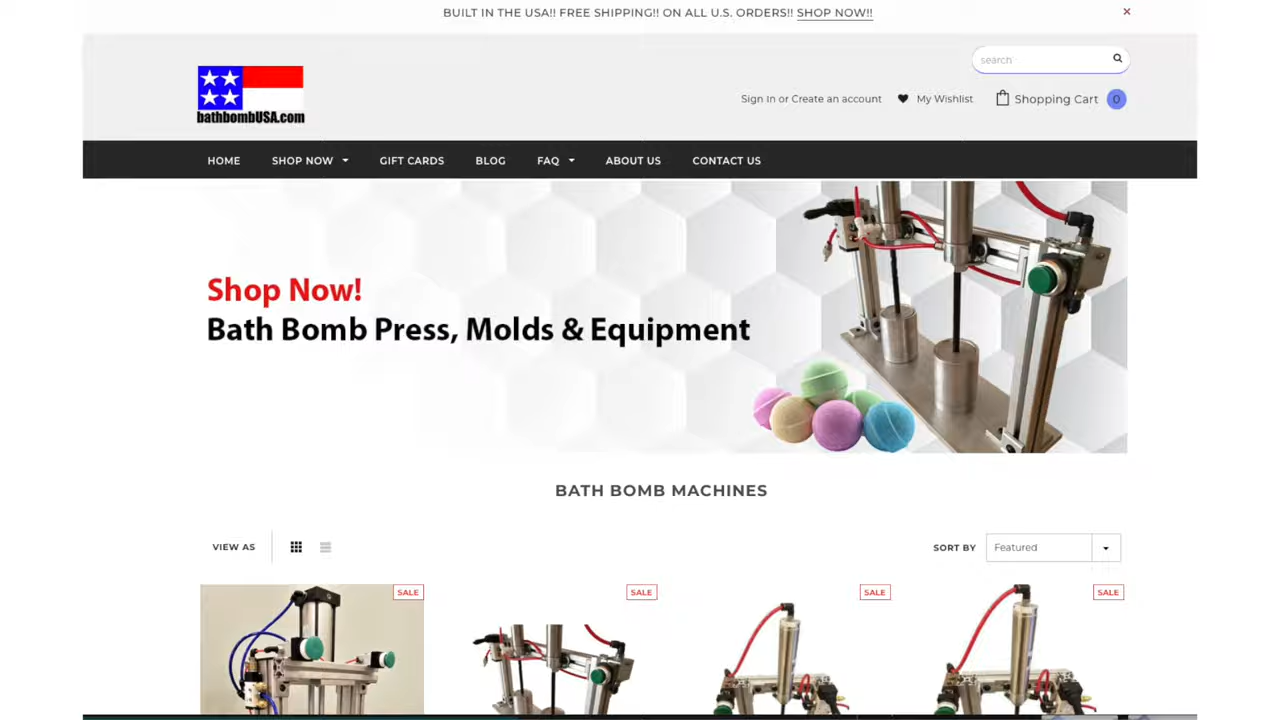 BUILT IN THE USA!! FREE SHIPPING!! ON ALL U.S. ORDERS!! SHOP NOW!!
×
search
bathbombUSA.com
Sign In or Create an account My Wishlist Shopping Cart 0
HOME SHOP NOW GIFT CARDS BLOG FAQ ABOUT US CONTACT US
Shop Now!
Bath Bomb Press, Molds & Equipment
BATH BOMB MACHINES
VIEW AS SORT BY Featured
SALE SALE SALE SALE